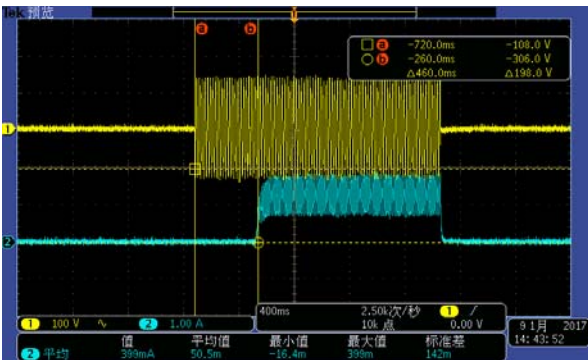 Tek 预览
a b
a -720.0ms -108.0 V
b -260.0ms -306.0 V
Δ460.0ms Δ198.0 V
1
2
1 100 V 2 1.00 A
400ms 2.50k次/秒 1
10k 点 0.00 V
值 平均值 最小值 最大值 标准差
2 平均 399mA 50.5m -16.4m 399m 142m
9 1月 2017
14:43:52